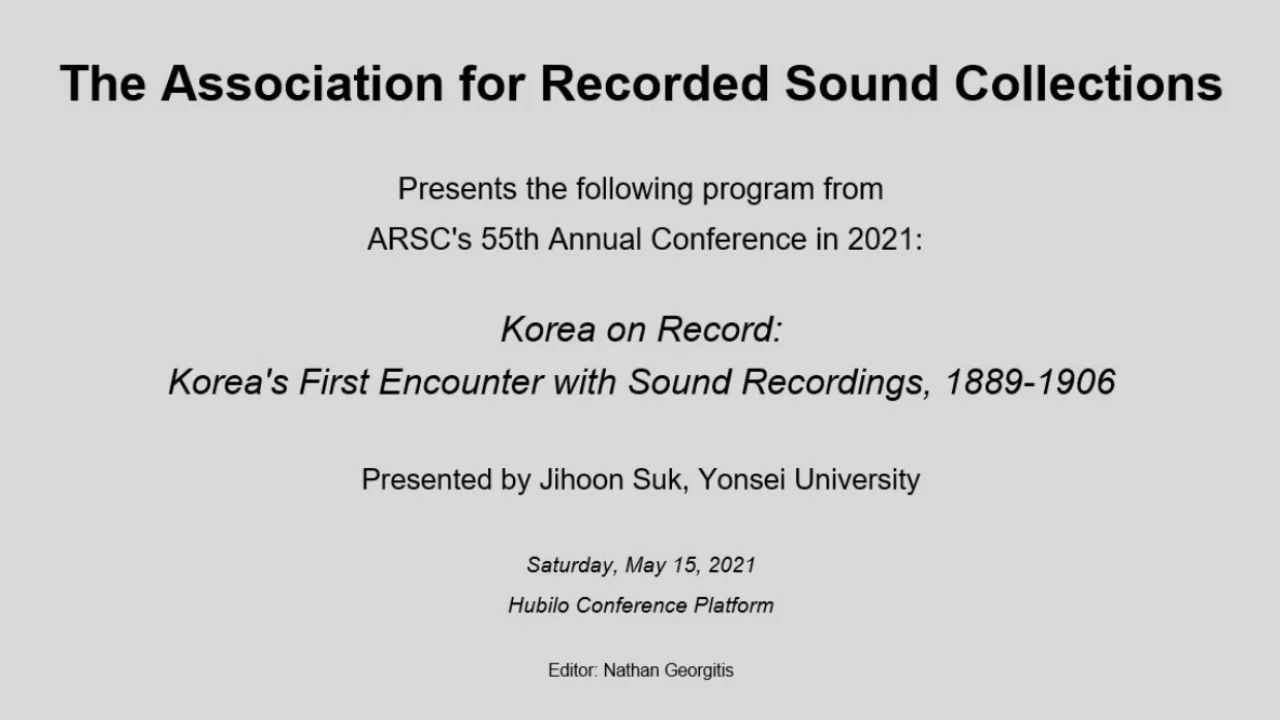 The Association for Recorded Sound Collections
Presents the following program from
ARSC's 55th Annual Conference in 2021:
Korea on Record:
Korea's First Encounter with Sound Recordings, 1889-1906
Presented by Jihoon Suk, Yonsei University
Saturday, May 15, 2021
Hubilo Conference Platform
Editor: Nathan Georgitis